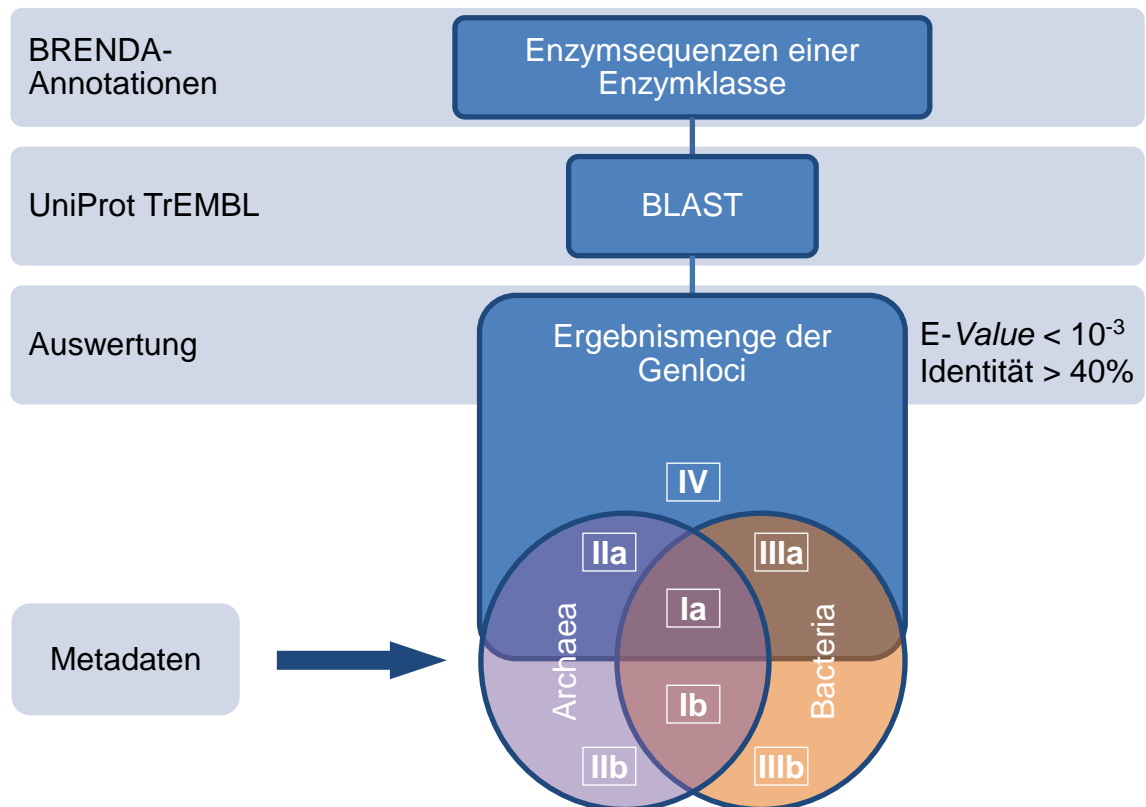 BRENDA-
Annotationen
Enzymsequenzen einer
Enzymklasse
UniProt TrEMBL
BLAST
Auswertung
Ergebnismenge der
Genloci
E-Value < 10⁻³
Identität > 40%
IV
IIa
IIIa
Ia
Metadaten
Archaea
Bacteria
Ib
IIb
IIIb